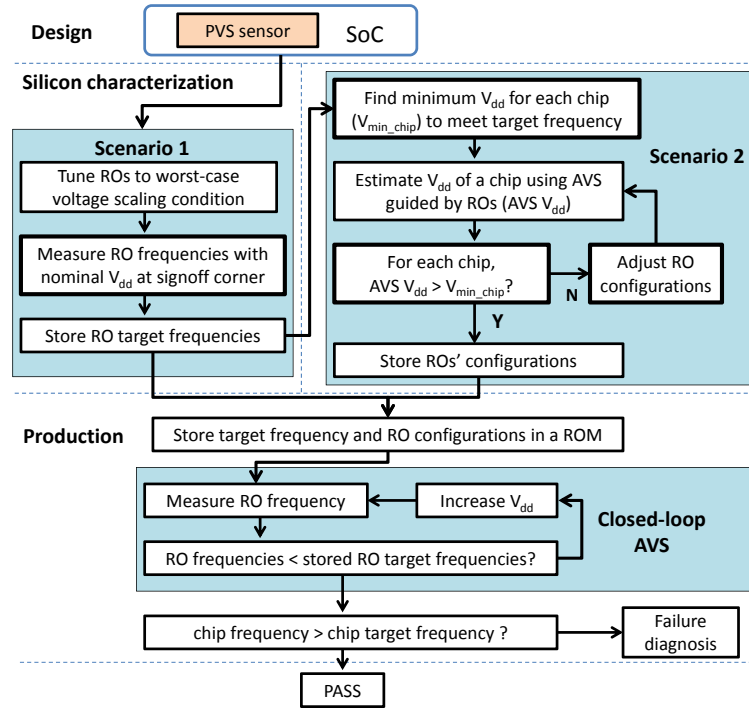 Design
PVS sensor
SoC
Silicon characterization
Scenario 1
Tune ROs to worst-case
voltage scaling condition
Measure RO frequencies with
nominal Vdd at signoff corner
Store RO target frequencies
Find minimum Vdd for each chip
(Vmin_chip) to meet target frequency
Scenario 2
Estimate Vdd of a chip using AVS
guided by ROs (AVS Vdd)
For each chip,
AVS Vdd > Vmin_chip?
N
Adjust RO
configurations
Y
Store ROs' configurations
Production
Store target frequency and RO configurations in a ROM
Measure RO frequency
Increase Vdd
Closed-loop
AVS
RO frequencies < stored RO target frequencies?
chip frequency > chip target frequency ?
Failure
diagnosis
PASS